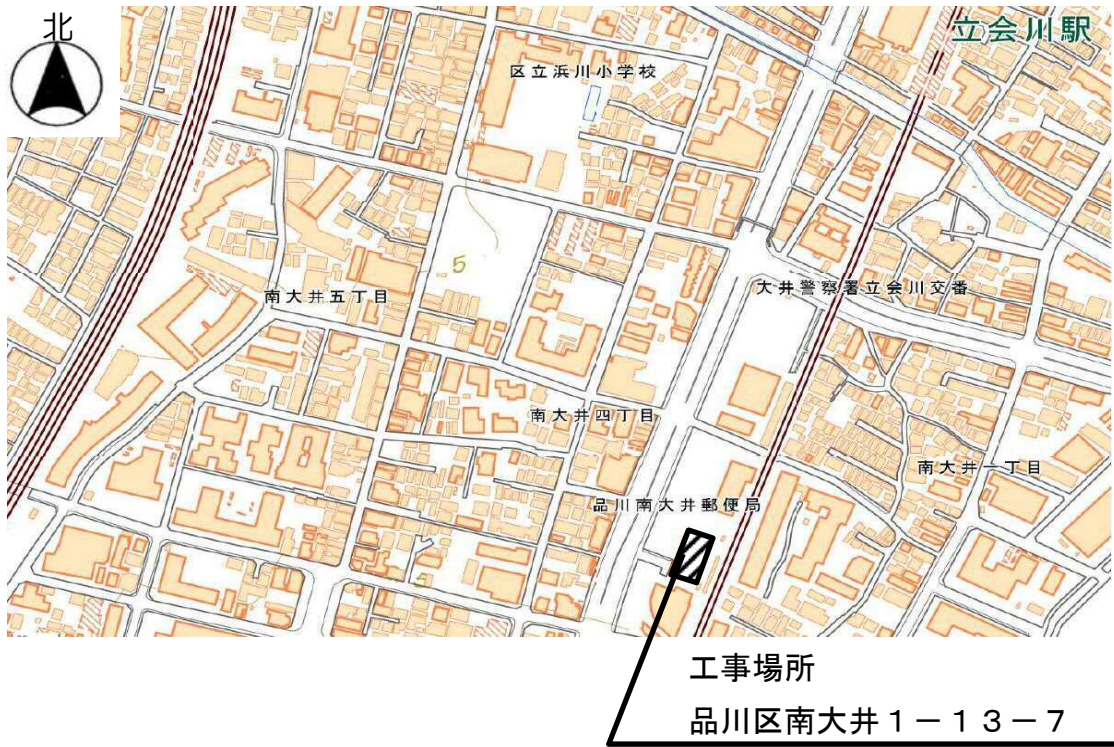 北
立会川駅
区立浜川小学校
5
南大井五丁目
大井警察署立会川交番
南大井四丁目
南大井一丁目
品川南大井郵便局
工事場所
品川区南大井1-13-7